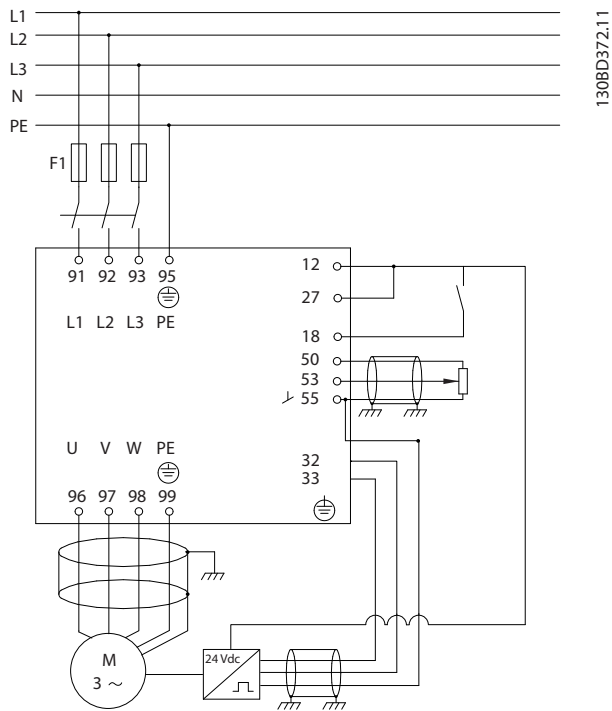 L1
L2
L3
N
PE
130BD372.11
F1
91 92 93 95
L1 L2 L3 PE
12
27
18
50
53
55
U V W PE
32
33
96 97 98 99
M
3 ~
24 Vdc